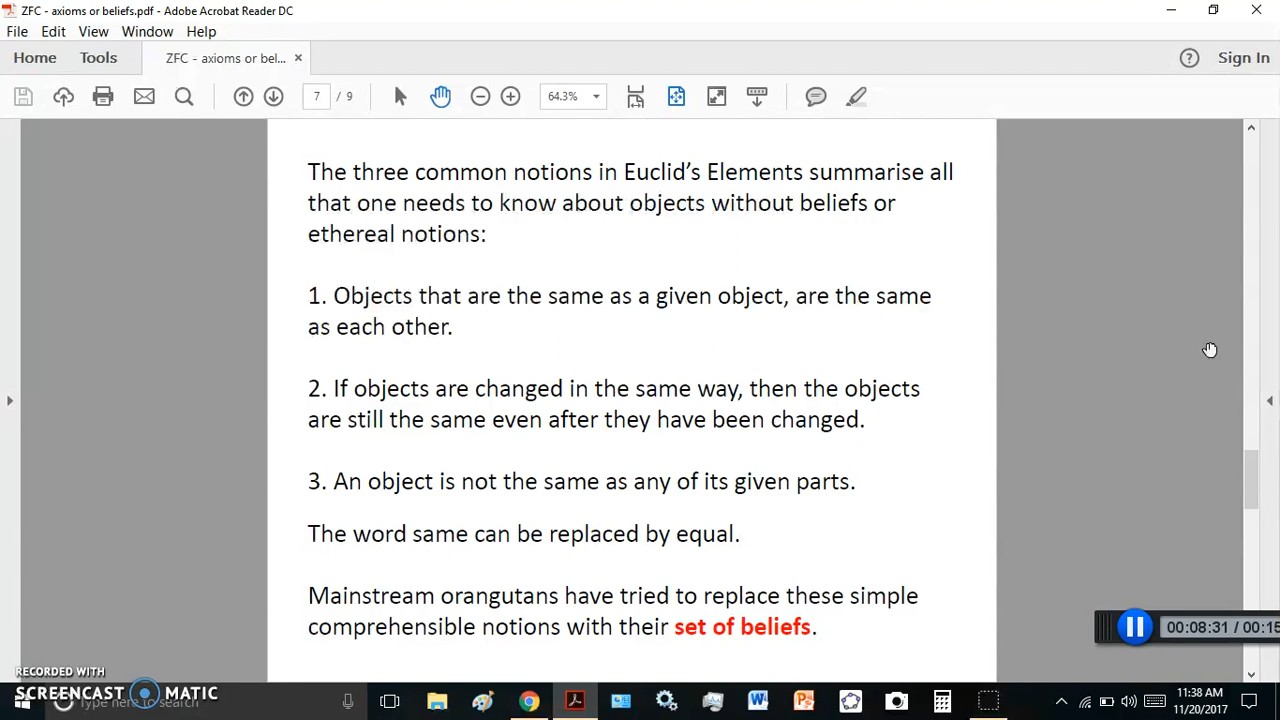 ZFC - axioms or beliefs.pdf - Adobe Acrobat Reader DC
File Edit View Window Help
Home Tools ZFC - axioms or bel... × Sign In
7 / 9 64.3%
The three common notions in Euclid’s Elements summarise all
that one needs to know about objects without beliefs or
ethereal notions:
1. Objects that are the same as a given object, are the same
as each other.
2. If objects are changed in the same way, then the objects
are still the same even after they have been changed.
3. An object is not the same as any of its given parts.
The word same can be replaced by equal.
Mainstream orangutans have tried to replace these simple
comprehensible notions with their set of beliefs.
00:08:31 / 00:15
RECORDED WITH
SCREENCAST MATIC
Type here to search
11:38 AM
11/20/2017